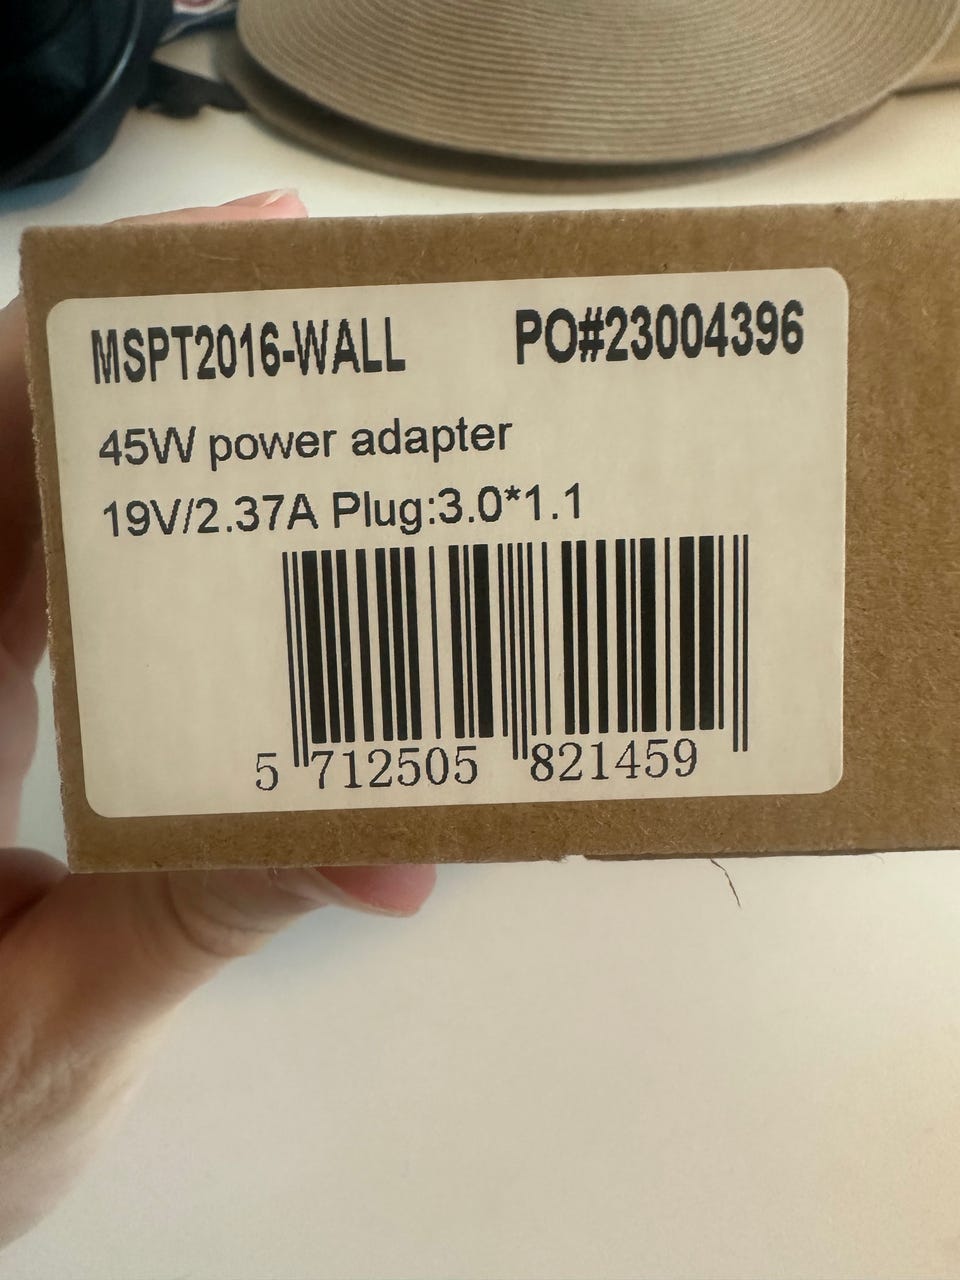 MSPT2016-WALL PO#23004396
45W power adapter
19V/2.37A Plug:3.0*1.1
5 712505 821459